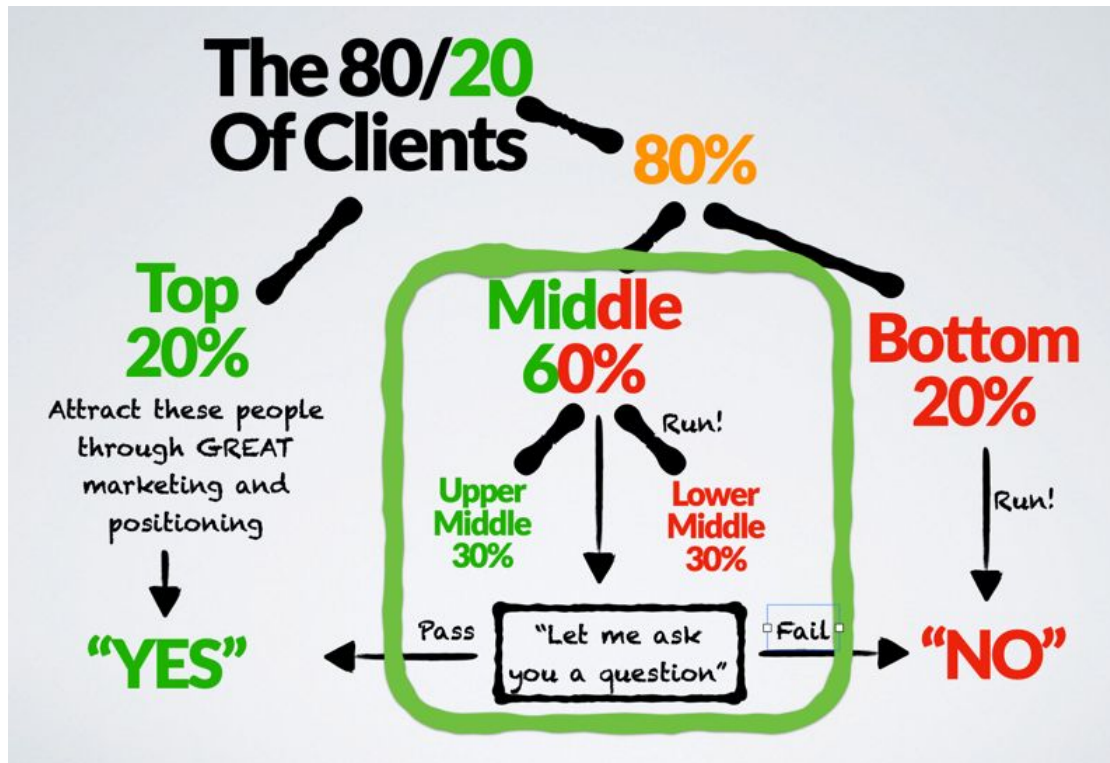 The 80/20
Of Clients
80%
Top
20%
Attract these people
through GREAT
marketing and
positioning
"YES"
Middle
60%
Run!
Upper
Middle
30%
Lower
Middle
30%
Pass
"Let me ask
you a question"
Fail
Bottom
20%
Run!
"NO"